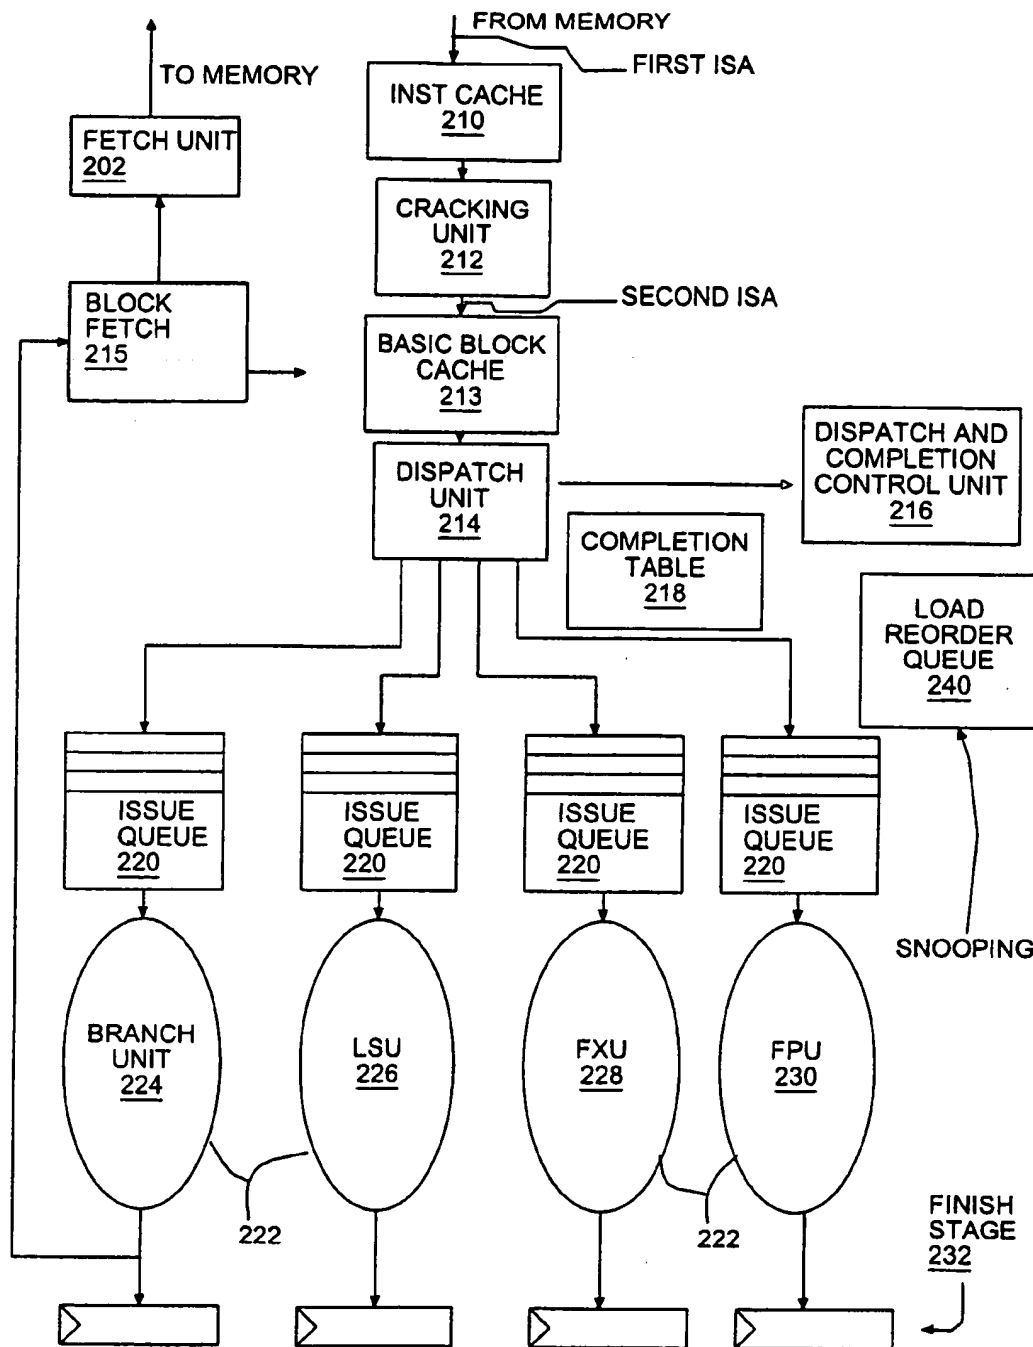 FROM MEMORY
FIRST ISA
TO MEMORY
INST CACHE
210
FETCH UNIT
202
CRACKING
UNIT
212
SECOND ISA
BLOCK
FETCH
215
BASIC BLOCK
CACHE
213
DISPATCH
UNIT
214
DISPATCH AND
COMPLETION
CONTROL UNIT
216
COMPLETION
TABLE
218
LOAD
REORDER
QUEUE
240
ISSUE
QUEUE
220
ISSUE
QUEUE
220
ISSUE
QUEUE
220
ISSUE
QUEUE
220
SNOOPING
BRANCH
UNIT
224
LSU
226
FXU
228
FPU
230
222
222
FINISH
STAGE
232